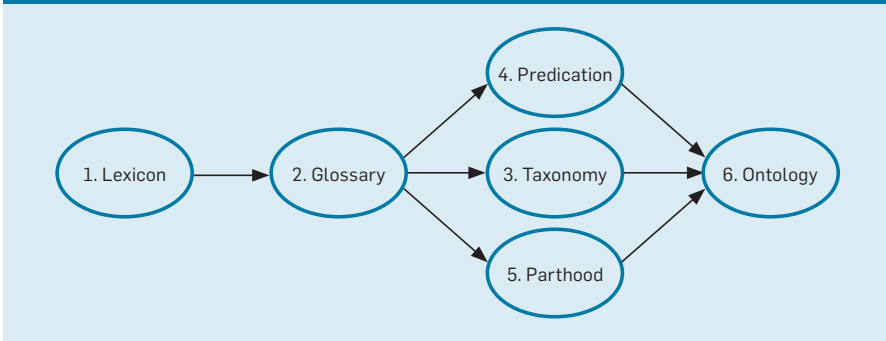 4. Predication
1. Lexicon
2. Glossary
3. Taxonomy
6. Ontology
5. Parthood